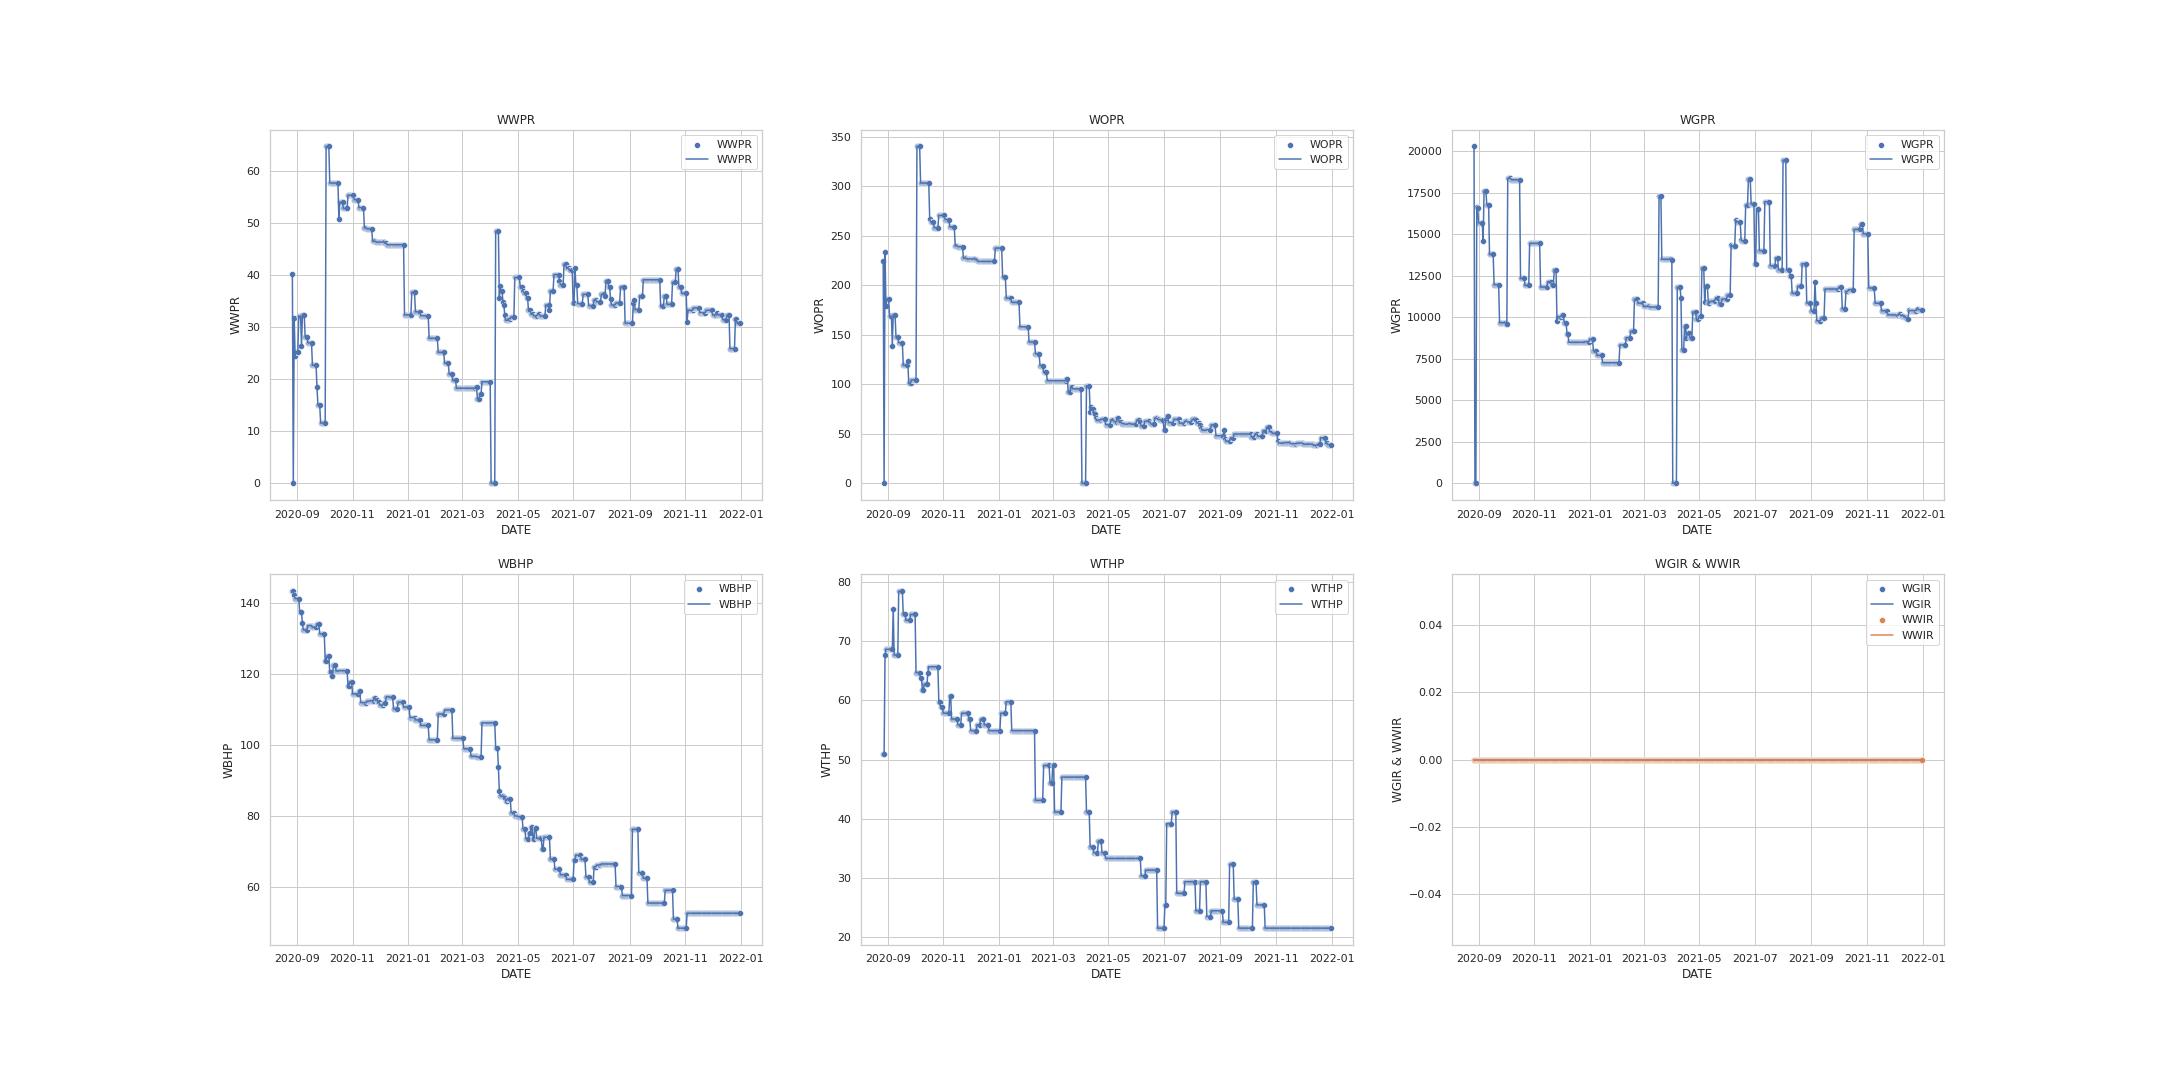 WWPR
WWPR
WWPR
60
50
40
30
20
10
0
WWPR
2020-09 2020-11 2021-01 2021-03 2021-05 2021-07 2021-09 2021-11 2022-01
DATE
WOPR
WOPR
WOPR
350
300
250
200
150
100
50
0
WOPR
2020-09 2020-11 2021-01 2021-03 2021-05 2021-07 2021-09 2021-11 2022-01
DATE
WGPR
WGPR
WGPR
20000
17500
15000
12500
10000
7500
5000
2500
0
WGPR
2020-09 2020-11 2021-01 2021-03 2021-05 2021-07 2021-09 2021-11 2022-01
DATE
WBHP
WBHP
WBHP
140
120
100
80
60
WBHP
2020-09 2020-11 2021-01 2021-03 2021-05 2021-07 2021-09 2021-11 2022-01
DATE
WTHP
WTHP
WTHP
80
70
60
50
40
30
20
WTHP
2020-09 2020-11 2021-01 2021-03 2021-05 2021-07 2021-09 2021-11 2022-01
DATE
WGIR & WWIR
WGIR
WGIR
WWIR
WWIR
0.04
0.02
0.00
−0.02
−0.04
WGIR & WWIR
2020-09 2020-11 2021-01 2021-03 2021-05 2021-07 2021-09 2021-11 2022-01
DATE